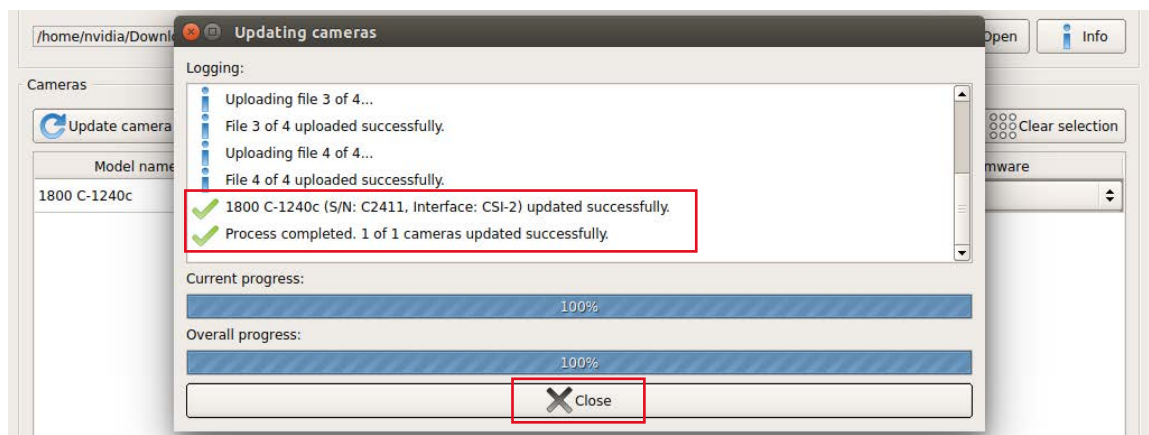 /home/nvidia/Downl
Updating cameras
Open
Info
Logging:
Cameras
Uploading file 3 of 4...
File 3 of 4 uploaded successfully.
Uploading file 4 of 4...
File 4 of 4 uploaded successfully.
1800 C-1240c (S/N: C2411, Interface: CSI-2) updated successfully.
Process completed. 1 of 1 cameras updated successfully.
Update camera
Clear selection
Model name
mware
1800 C-1240c
Current progress:
100%
Overall progress:
100%
Close